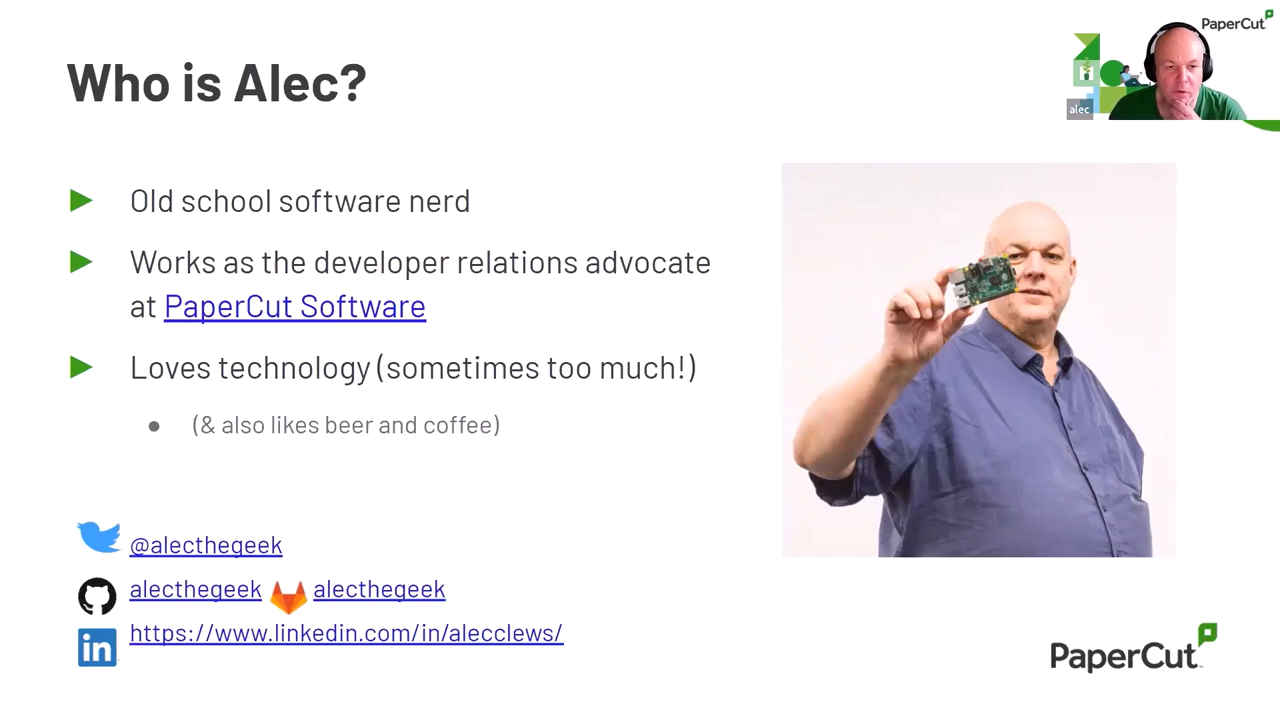 PaperCut
Who is Alec?
alec
Old school software nerd
Works as the developer relations advocate
at PaperCut Software
Loves technology (sometimes too much!)
(& also likes beer and coffee)
@alecthegeek
alecthegeek alecthegeek
in https://www.linkedin.com/in/alecclews/
PaperCut